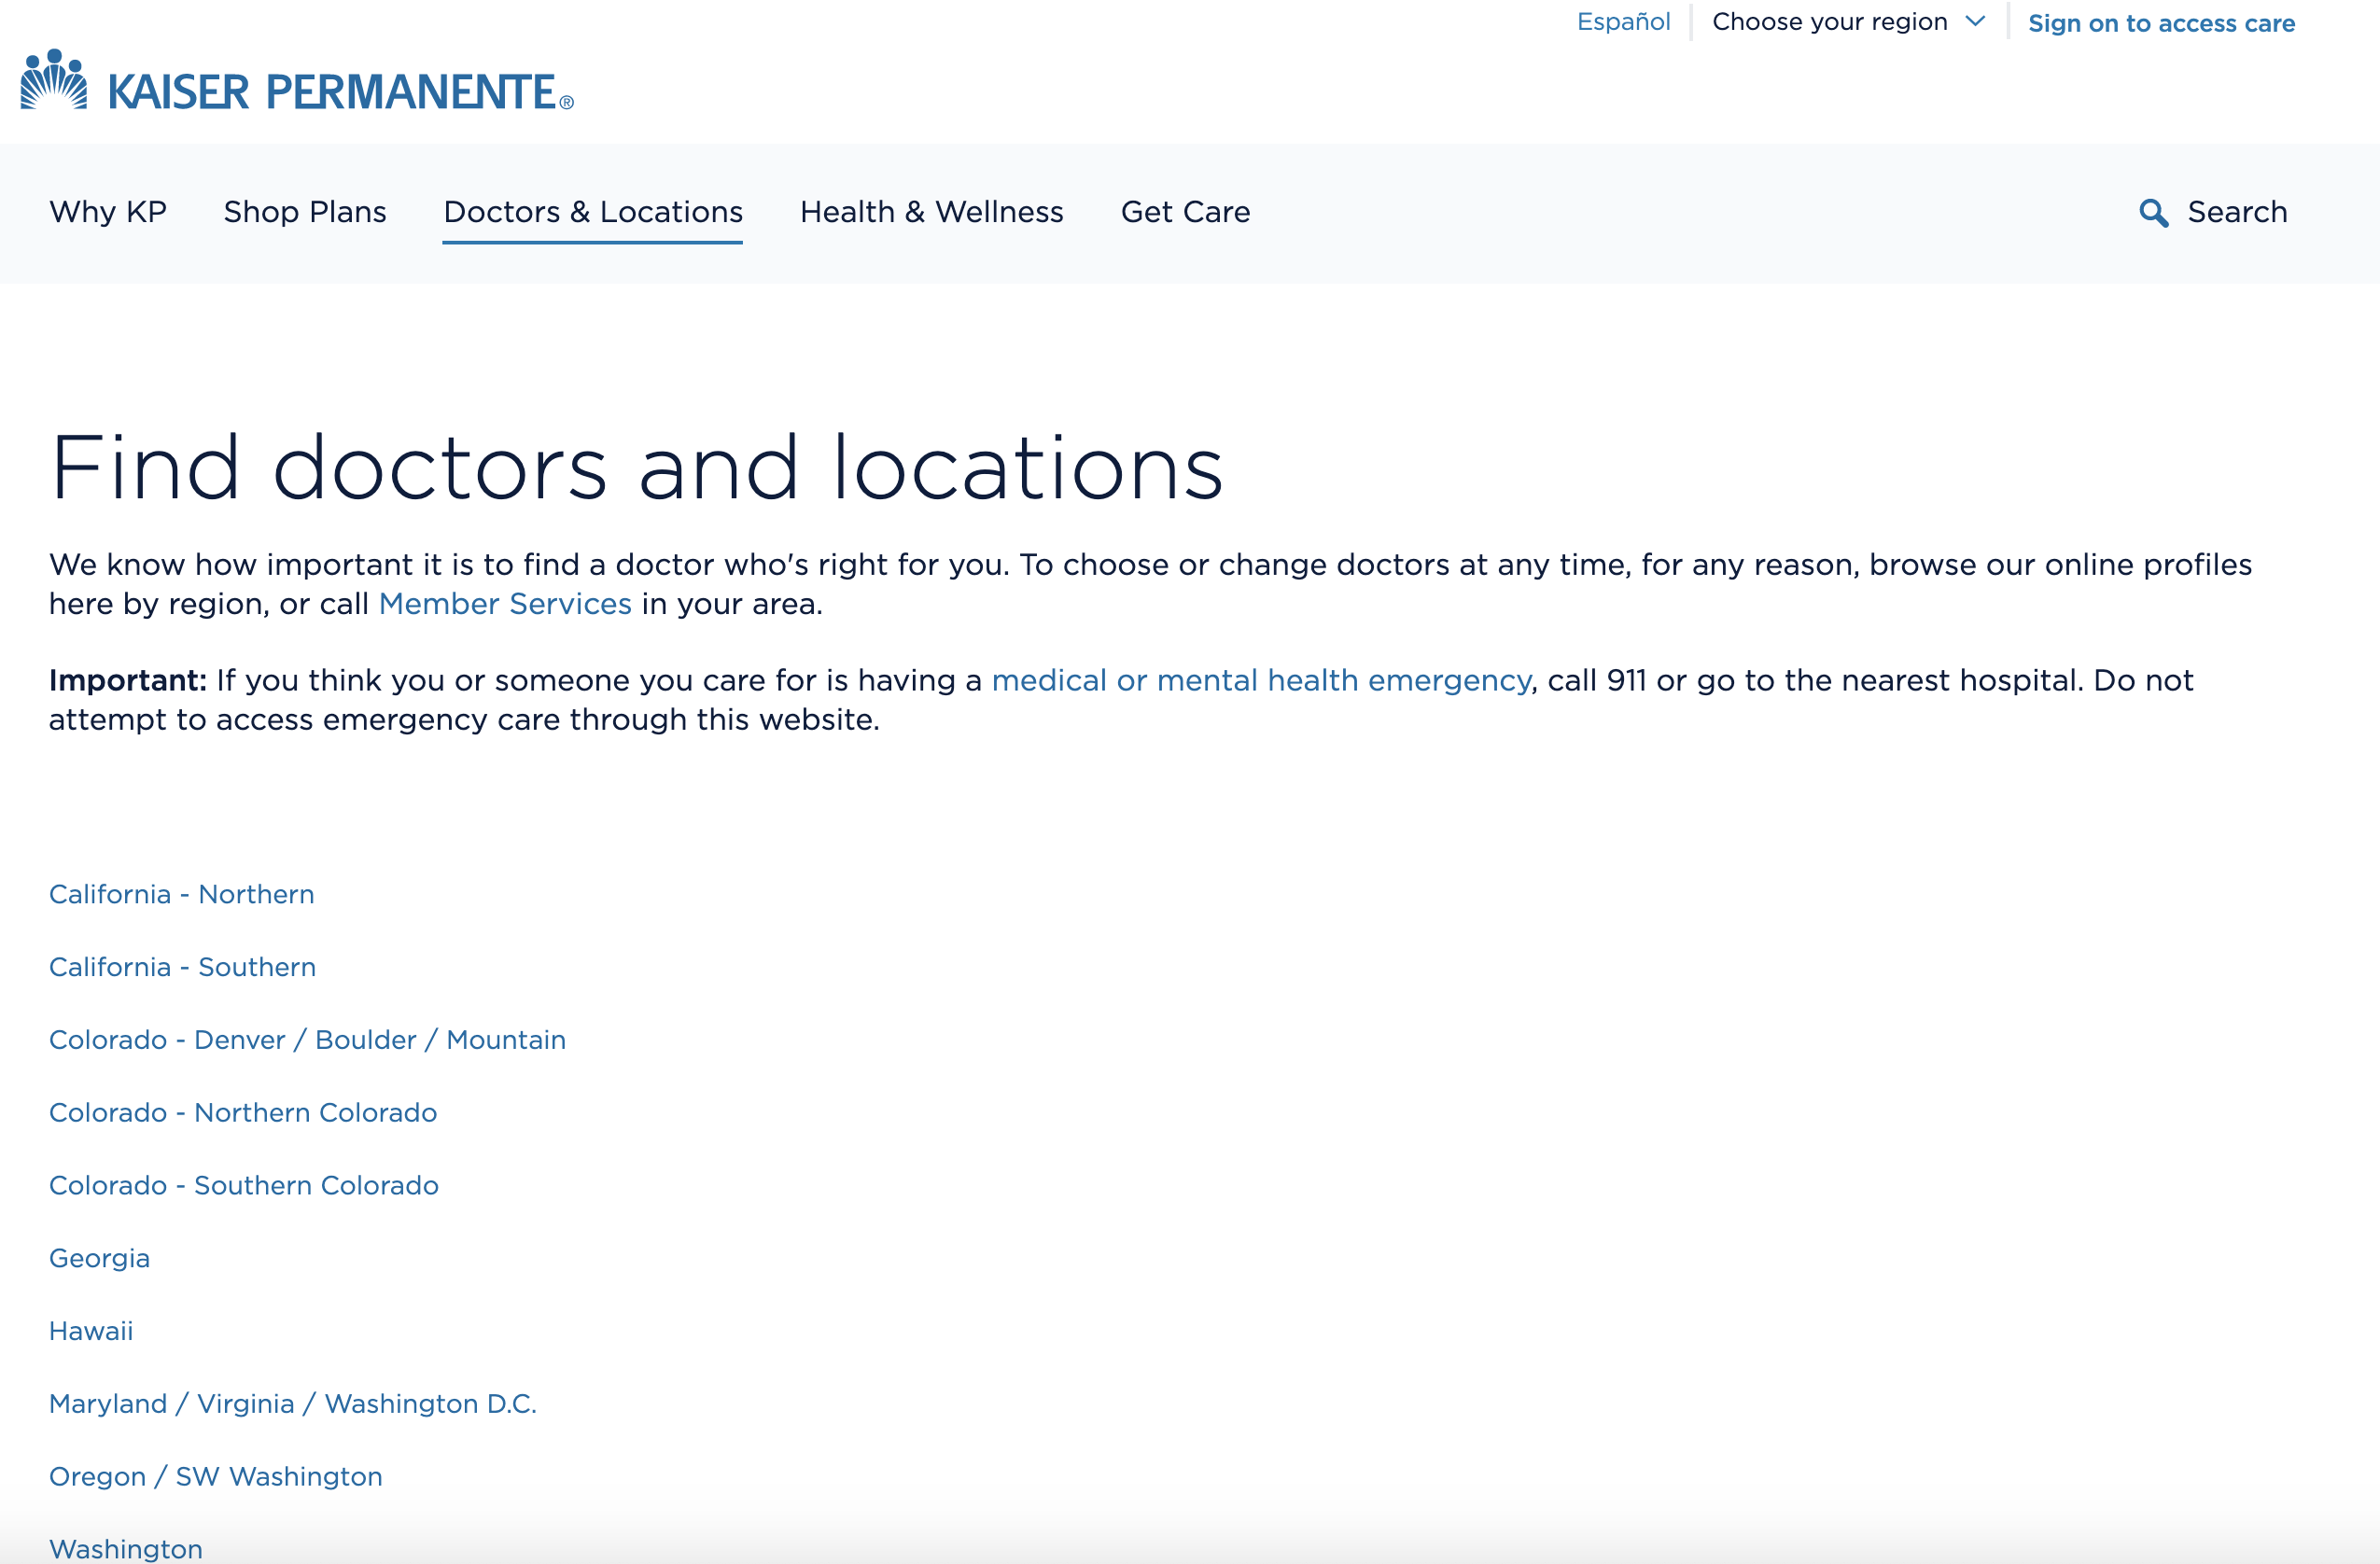 Español
Choose your region
Sign on to access care
KAISER PERMANENTE®
Why KP
Shop Plans
Doctors & Locations
Health & Wellness
Get Care
Search
Find doctors and locations
We know how important it is to find a doctor who's right for you. To choose or change doctors at any time, for any reason, browse our online profiles
here by region, or call Member Services in your area.
Important: If you think you or someone you care for is having a medical or mental health emergency, call 911 or go to the nearest hospital. Do not
attempt to access emergency care through this website.
California - Northern
California - Southern
Colorado - Denver / Boulder / Mountain
Colorado - Northern Colorado
Colorado - Southern Colorado
Georgia
Hawaii
Maryland / Virginia / Washington D.C.
Oregon / SW Washington
Washington